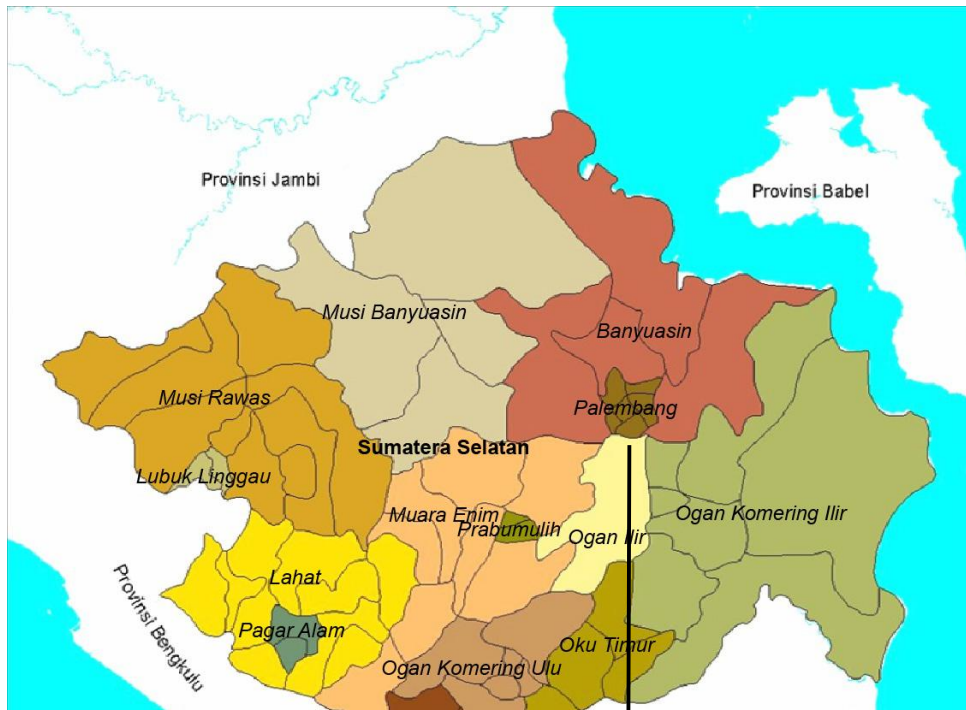 Provinsi Jambi
Provinsi Babel
Musi Banyuasin
Banyuasin
Musi Rawas
Palembang
Sumatera Selatan
Lubuk Linggau
Muara Enim
Prabumulih
Ogan Ilir
Ogan Komering Ilir
Lahat
Provinsi Bengkulu
Pagar Alam
Oku Timur
Ogan Komering Ulu